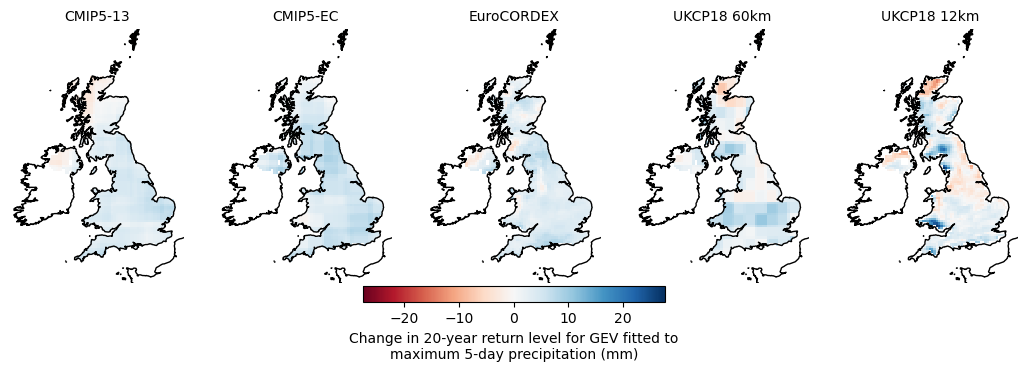 CMIP5-13
CMIP5-EC
EuroCORDEX
UKCP18 60km
UKCP18 12km
−20
−10
0
10
20
Change in 20-year return level for GEV fitted to
maximum 5-day precipitation (mm)